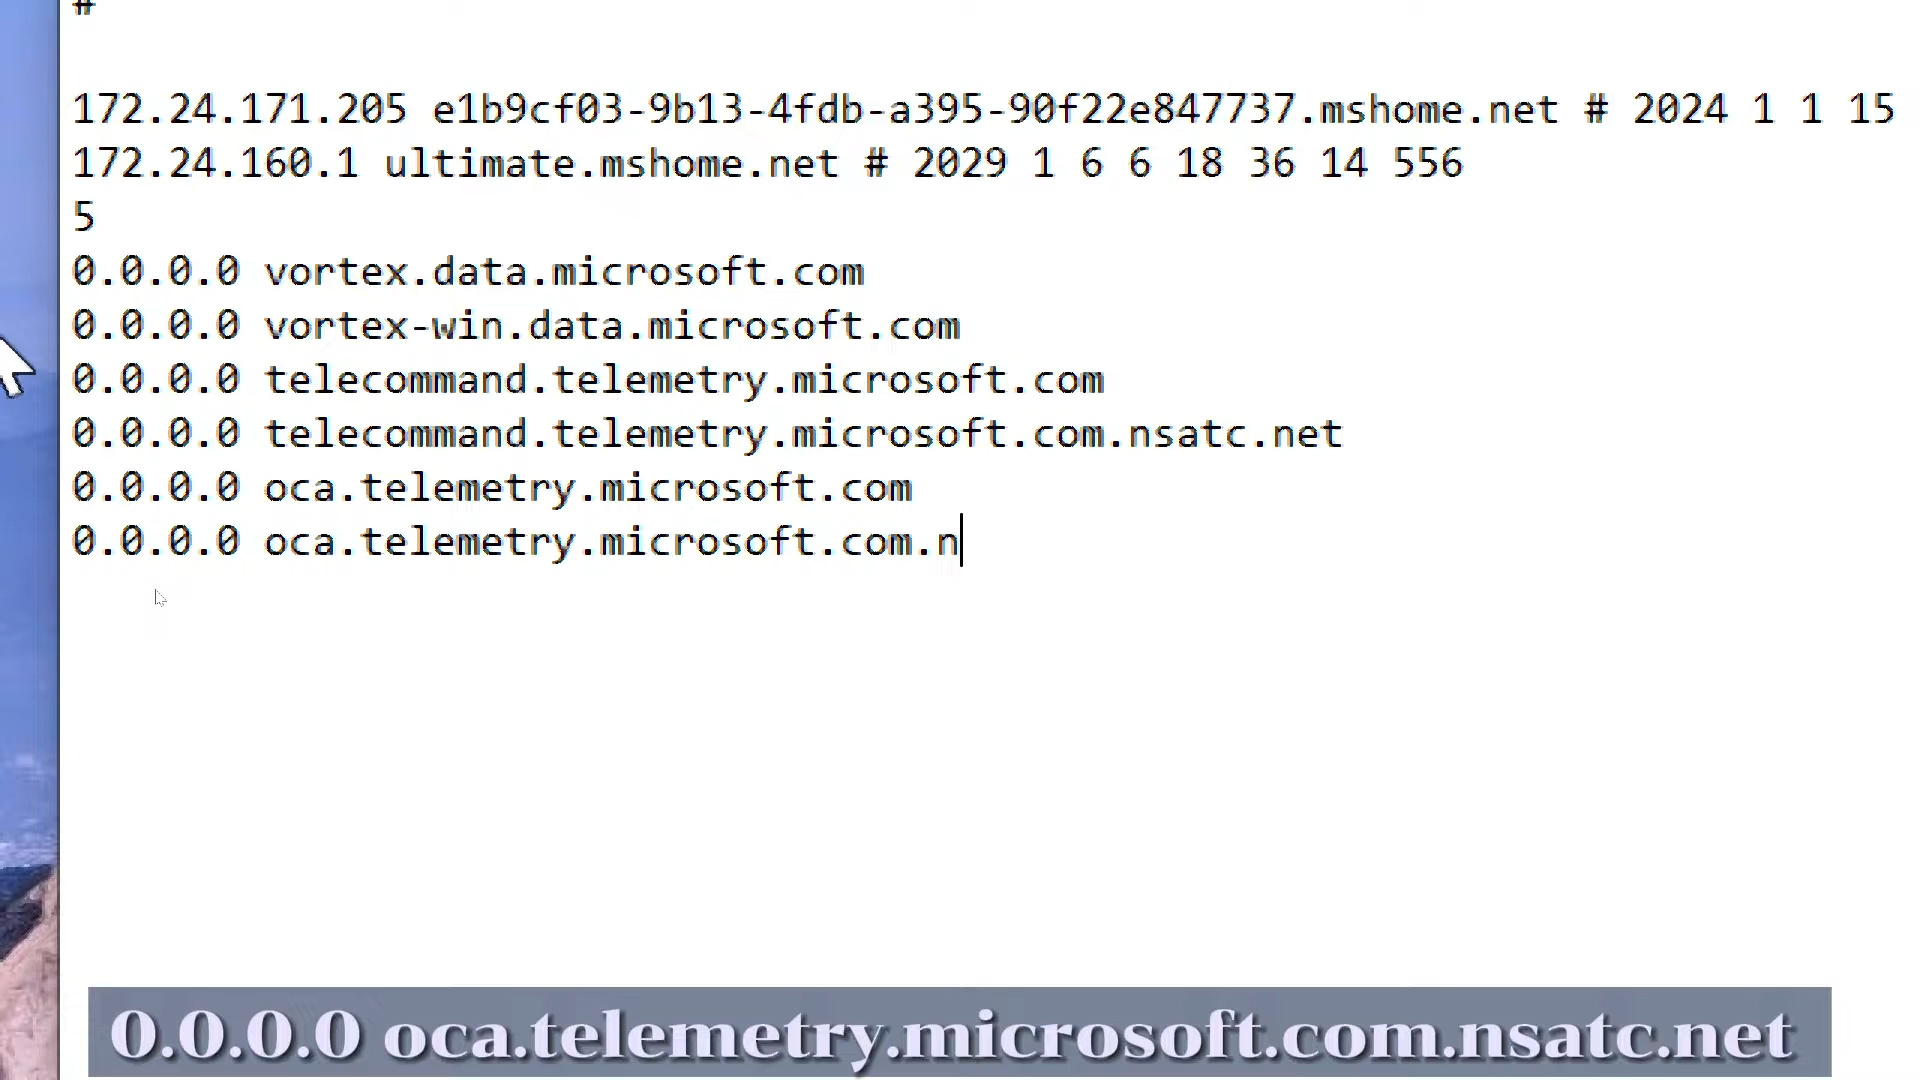 #
172.24.171.205 e1b9cf03-9b13-4fdb-a395-90f22e847737.mshome.net # 2024 1 1 15
172.24.160.1 ultimate.mshome.net # 2029 1 6 6 18 36 14 556
5
0.0.0.0 vortex.data.microsoft.com
0.0.0.0 vortex-win.data.microsoft.com
0.0.0.0 telecommand.telemetry.microsoft.com
0.0.0.0 telecommand.telemetry.microsoft.com.nsatc.net
0.0.0.0 oca.telemetry.microsoft.com
0.0.0.0 oca.telemetry.microsoft.com.n
0.0.0.0 oca.telemetry.microsoft.com.nsatc.net